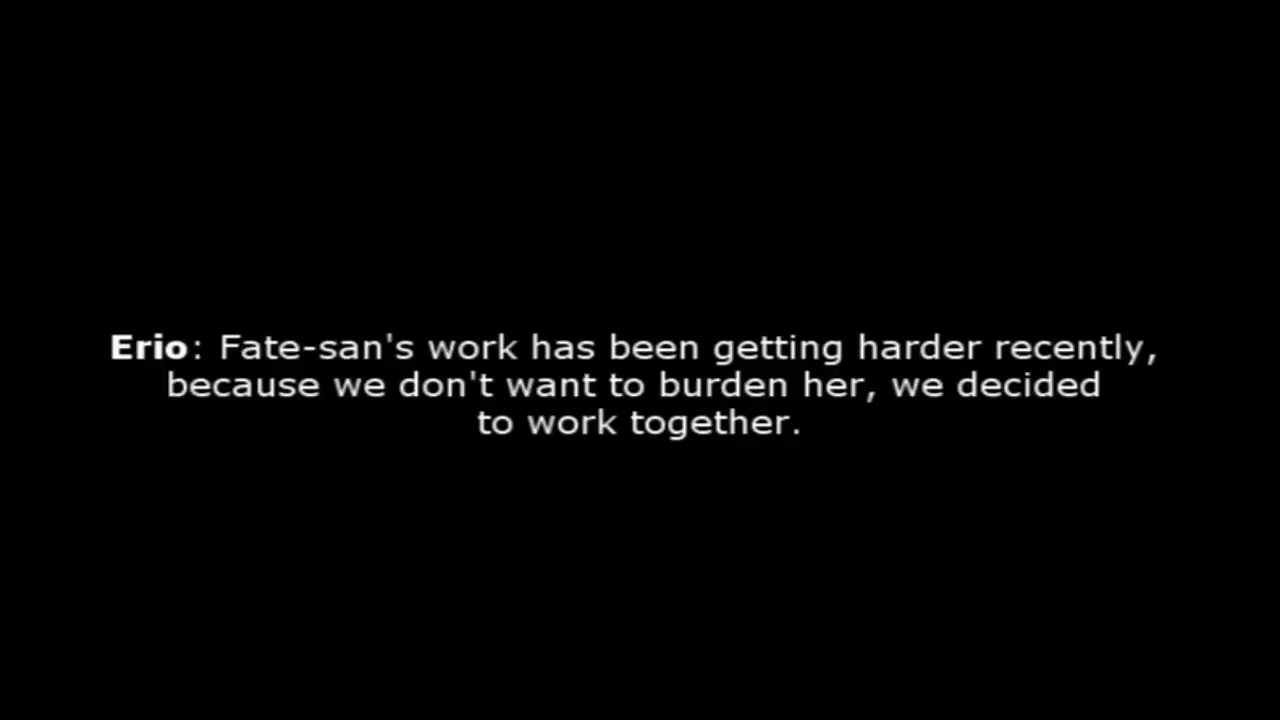 Erio: Fate-san's work has been getting harder recently,
because we don't want to burden her, we decided
to work together.